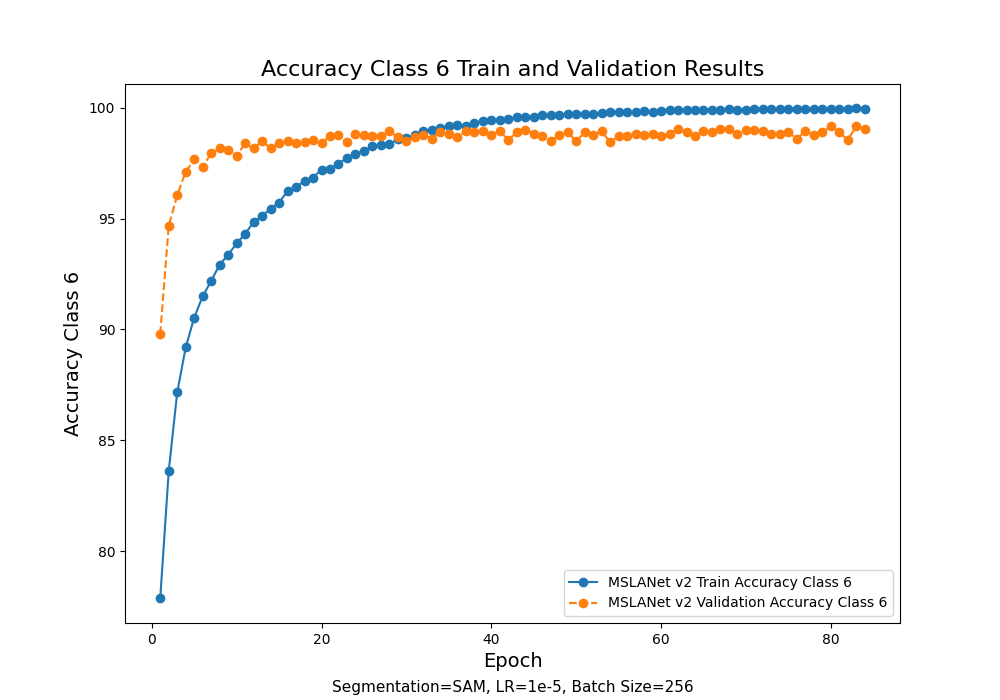 Accuracy Class 6 Train and Validation Results
Accuracy Class 6
100
95
90
85
80
MSLANet v2 Train Accuracy Class 6
MSLANet v2 Validation Accuracy Class 6
0 20 40 60 80
Epoch
Segmentation=SAM, LR=1e-5, Batch Size=256